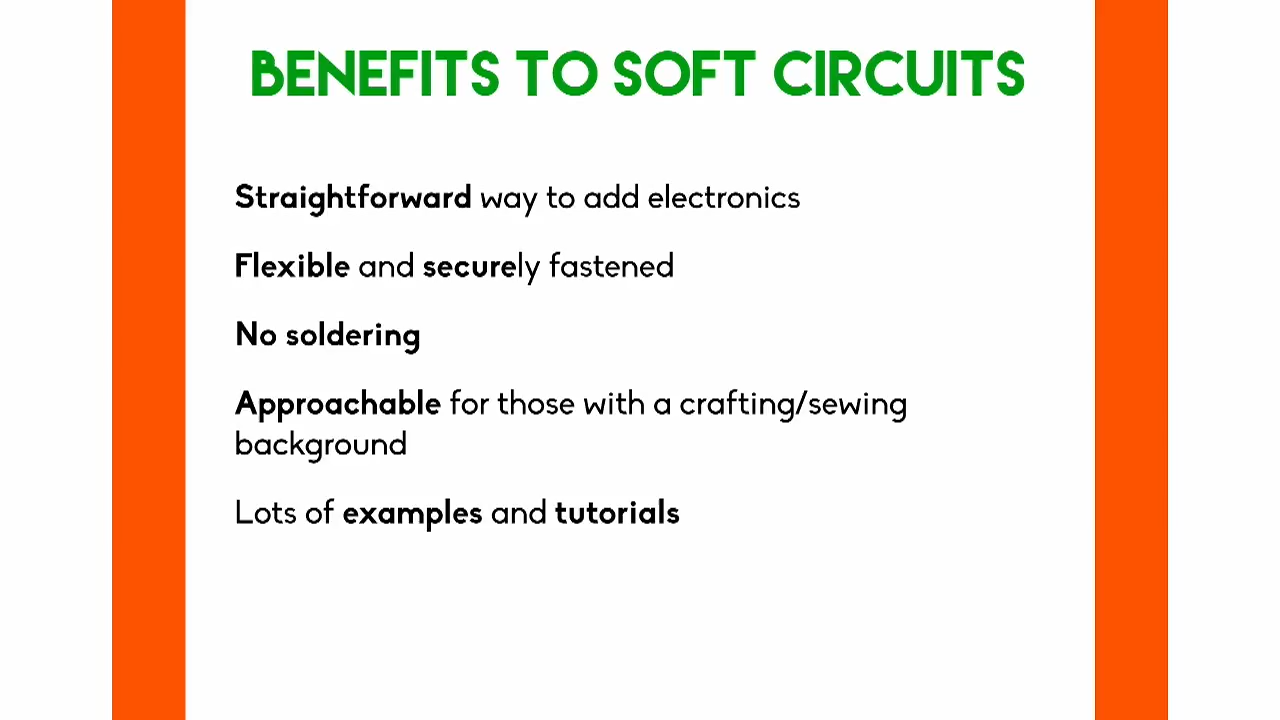 BENEFITS TO SOFT CIRCUITS
Straightforward way to add electronics
Flexible and securely fastened
No soldering
Approachable for those with a crafting/sewing
background
Lots of examples and tutorials